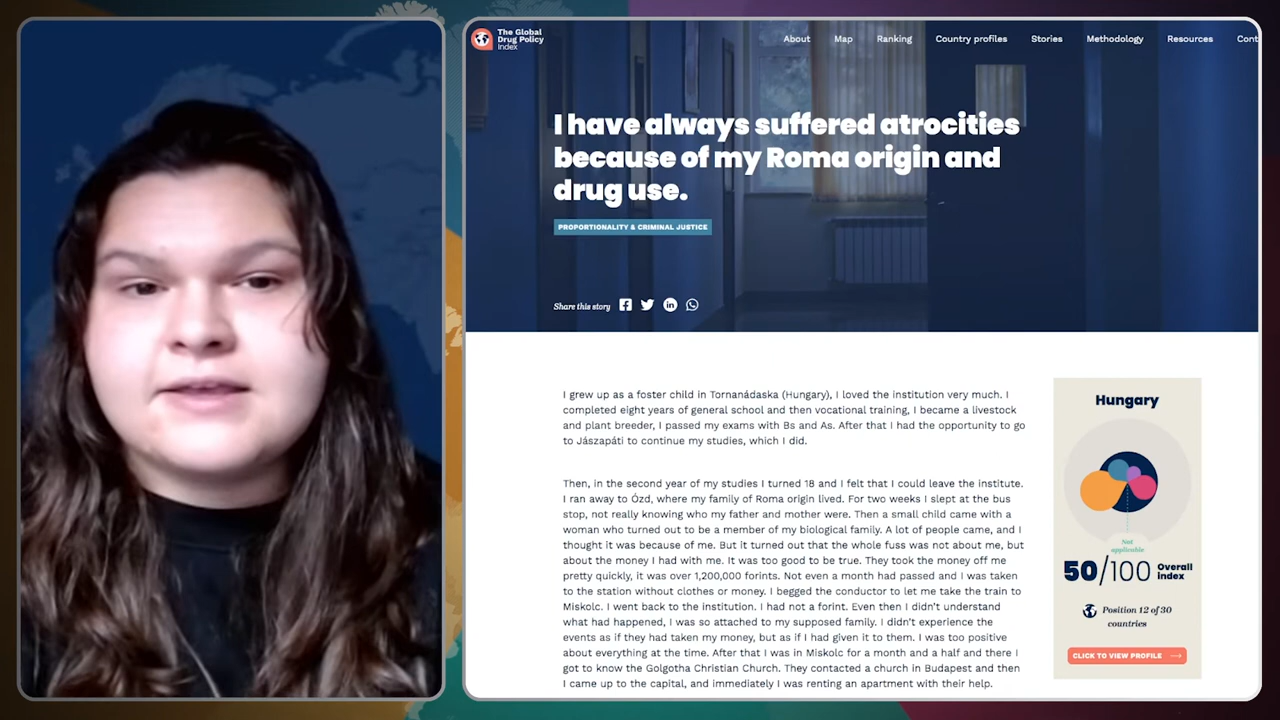 The Global
Drug Policy
Index
About Map Ranking Country profiles Stories Methodology Resources Cont
I have always suffered atrocities
because of my Roma origin and
drug use.
PROPORTIONALITY & CRIMINAL JUSTICE
Share this story
I grew up as a foster child in Tornanádaska (Hungary), I loved the institution very much. I
completed eight years of general school and then vocational training, I became a livestock
and plant breeder, I passed my exams with Bs and As. After that I had the opportunity to go
to Jászapáti to continue my studies, which I did.
Then, in the second year of my studies I turned 18 and I felt that I could leave the institute.
I ran away to Ózd, where my family of Roma origin lived. For two weeks I slept at the bus
stop, not really knowing who my father and mother were. Then a small child came with a
woman who turned out to be a member of my biological family. A lot of people came, and I
thought it was because of me. But it turned out that the whole fuss was not about me, but
about the money I had with me. It was too good to be true. They took the money off me
pretty quickly, it was over 1,200,000 forints. Not even a month had passed and I was taken
to the station without clothes or money. I begged the conductor to let me take the train to
Miskolc. I went back to the institution. I had not a forint. Even then I didn't understand
what had happened, I was so attached to my supposed family. I didn't experience the
events as if they had taken my money, but as if I had given it to them. I was too positive
about everything at the time. After that I was in Miskolc for a month and a half and there I
got to know the Golgotha Christian Church. They contacted a church in Budapest and then
I came up to the capital, and immediately I was renting an apartment with their help.
Hungary
Not
applicable
50/100 Overall
Index
Position 12 of 30
countries
CLICK TO VIEW PROFILE